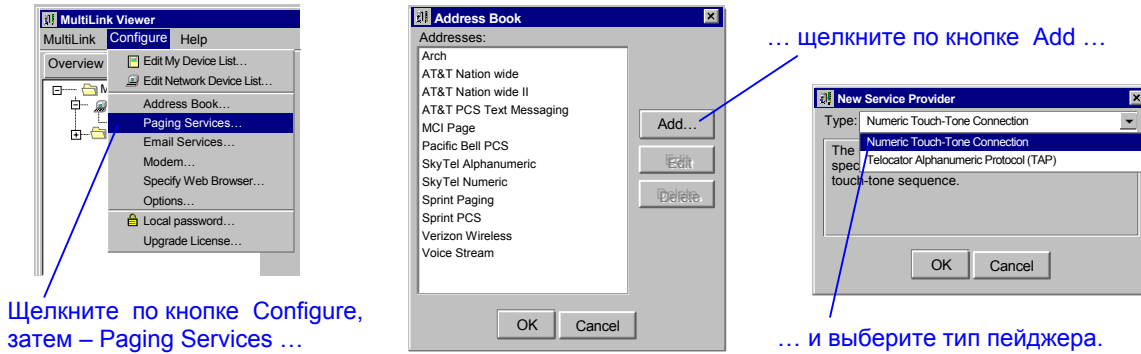 MultiLink Viewer
MultiLink Configure Help
Overview
Edit My Device List…
Edit Network Device List…
Address Book…
Paging Services…
Email Services…
Modem…
Specify Web Browser…
Options…
Local password…
Upgrade License…
Щелкните по кнопке Configure,
затем – Paging Services …
Address Book
Addresses:
Arch
AT&T Nation wide
AT&T Nation wide II
AT&T PCS Text Messaging
MCI Page
Pacific Bell PCS
SkyTel Alphanumeric
SkyTel Numeric
Sprint Paging
Sprint PCS
Verizon Wireless
Voice Stream
Add…
Edit
Delete
OK Cancel
… щелкните по кнопке Add …
New Service Provider
Type: Numeric Touch-Tone Connection
Numeric Touch-Tone Connection
Telocator Alphanumeric Protocol (TAP)
The
spec
touch-tone sequence.
OK Cancel
… и выберите тип пейджера.